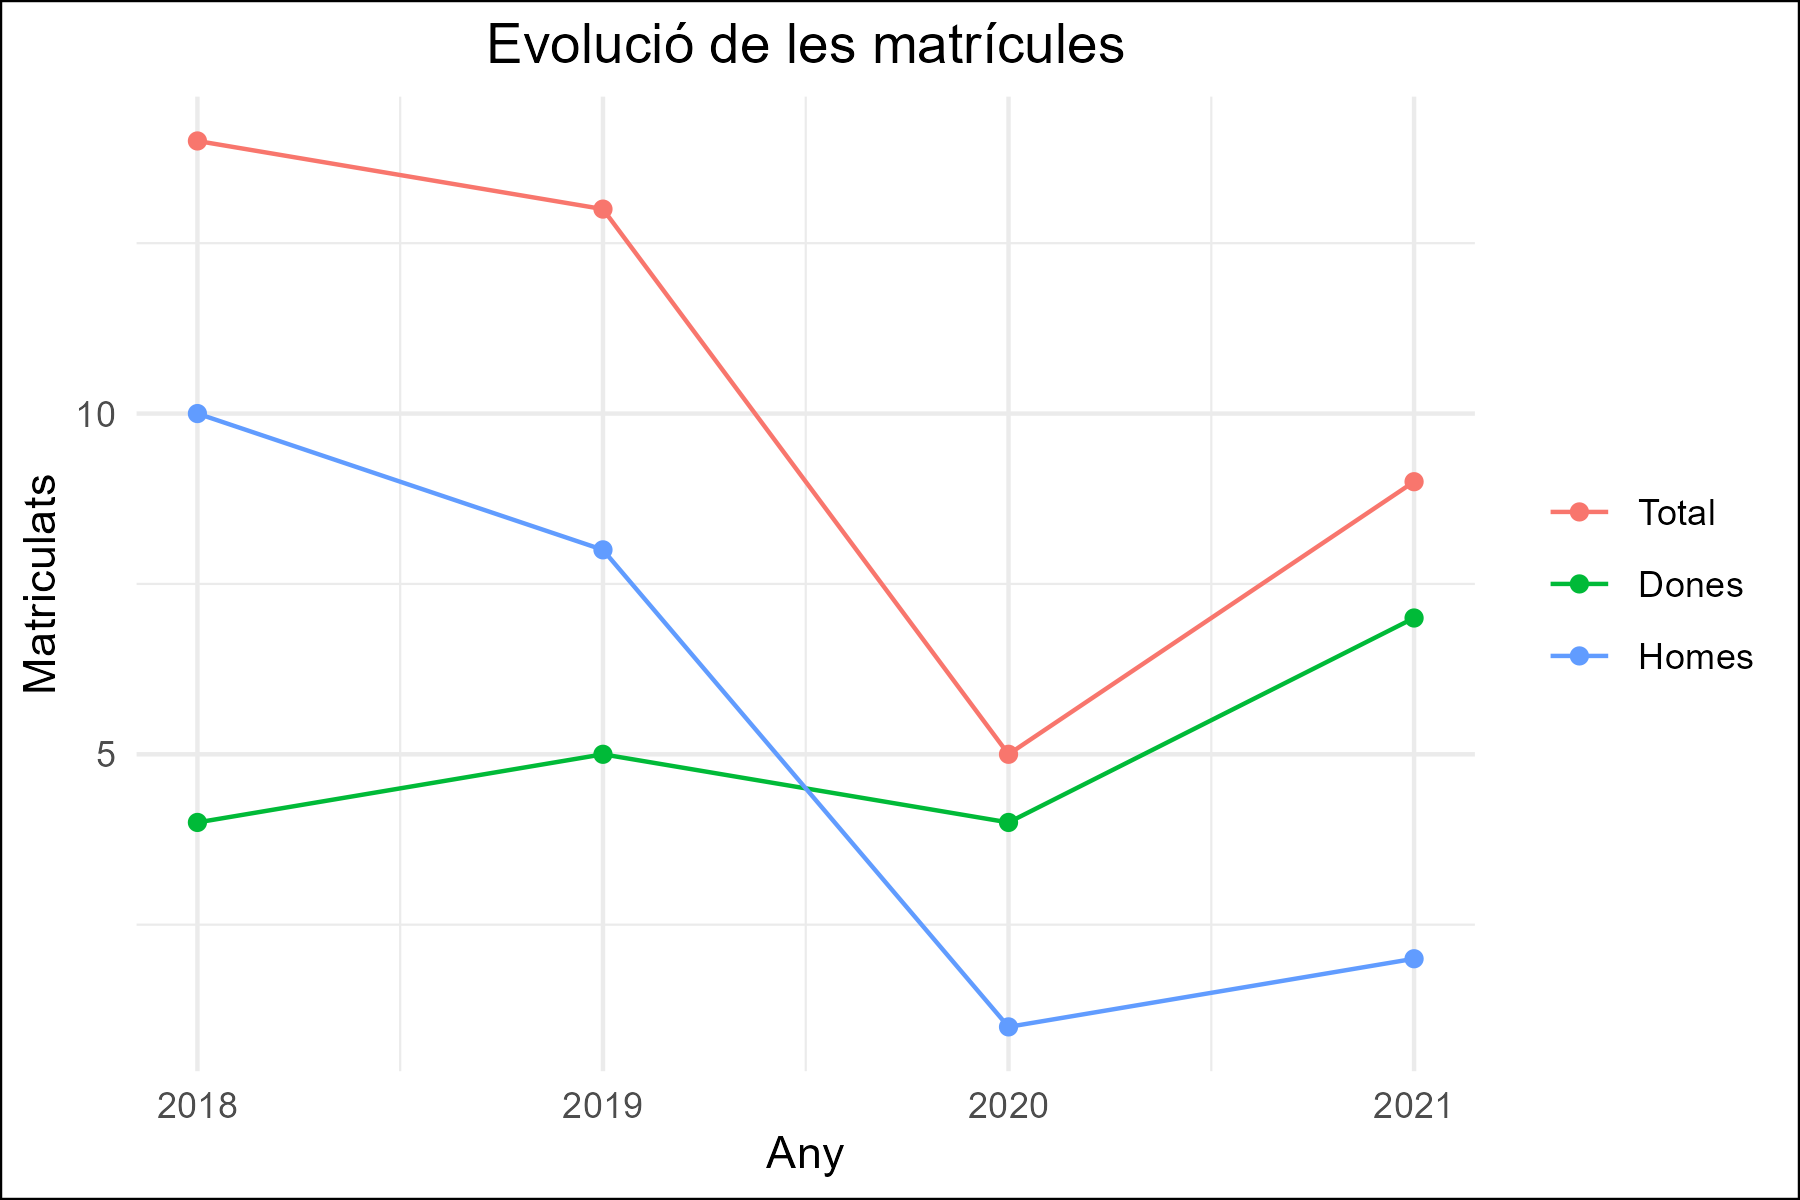 Evolució de les matrícules
Matriculats
10
5
2018
2019
2020
2021
Any
Total
Dones
Homes